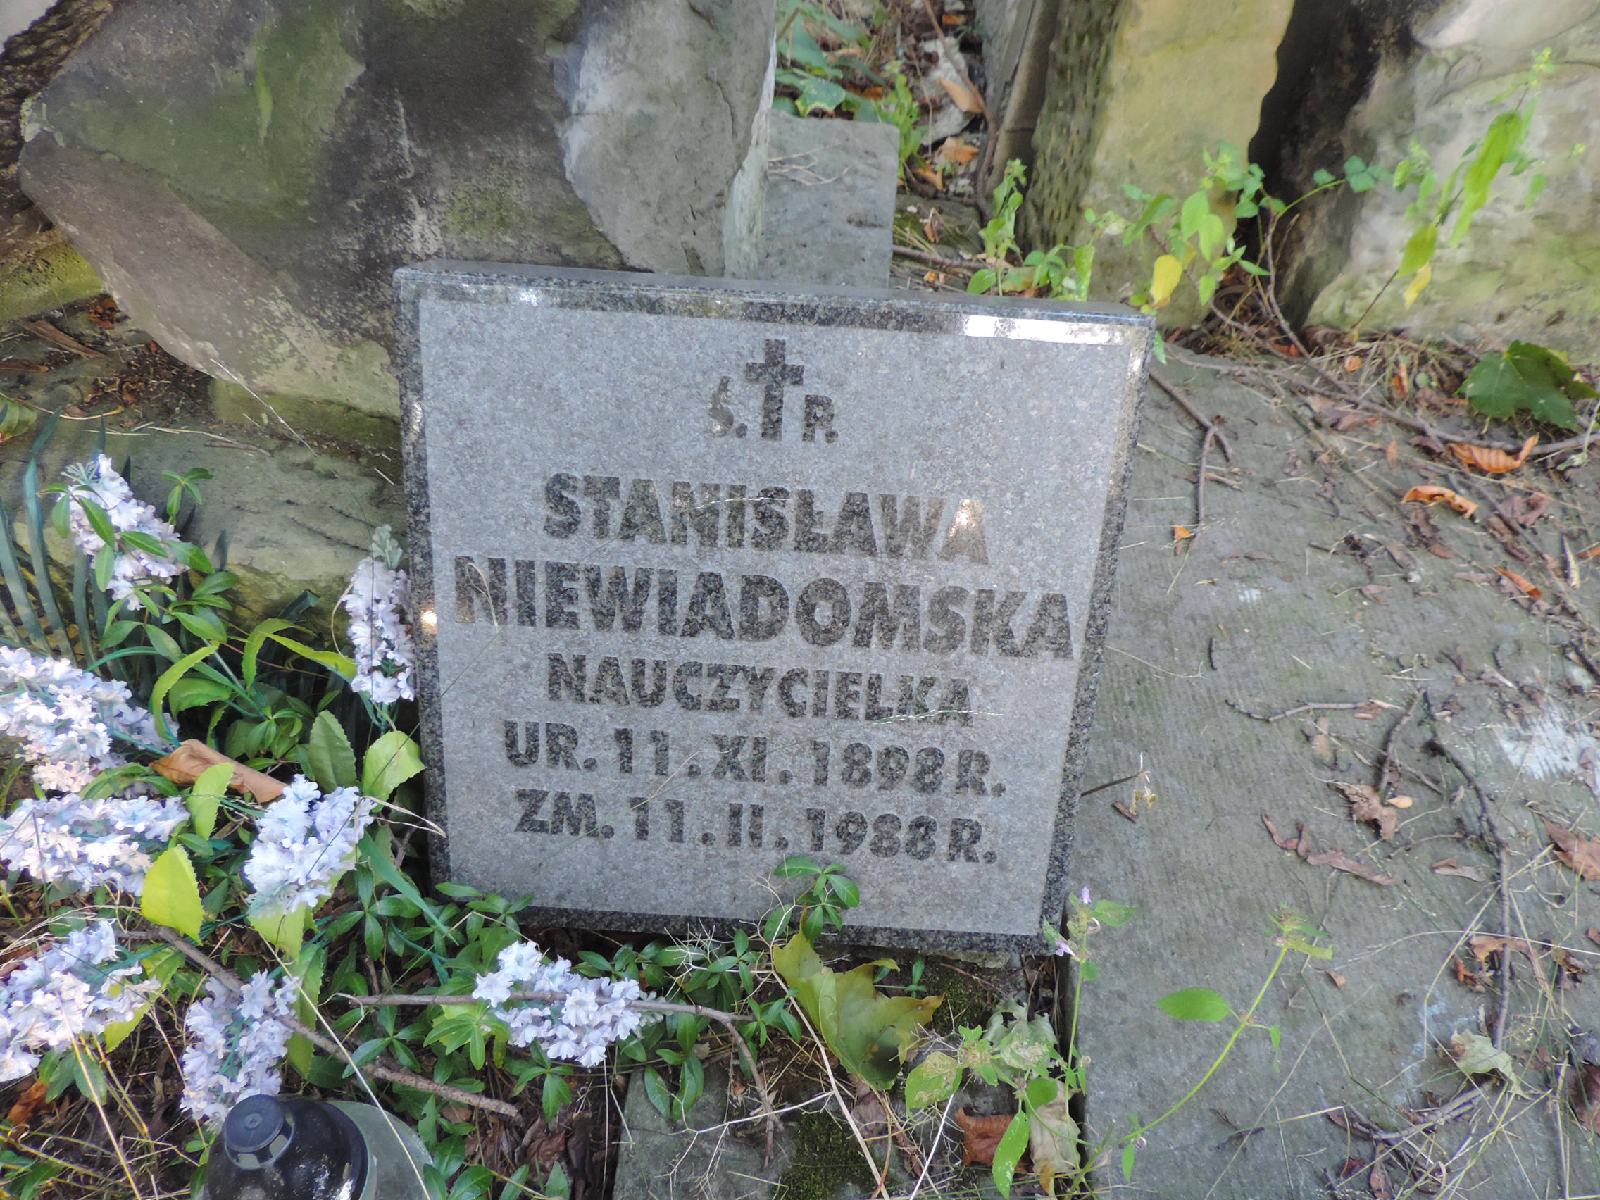 Ś. P.
STANISŁAWA
NIEWIADOMSKA
NAUCZYCIELKA
UR. 11. XI. 1898 R.
ZM. 11. II. 1988 R.